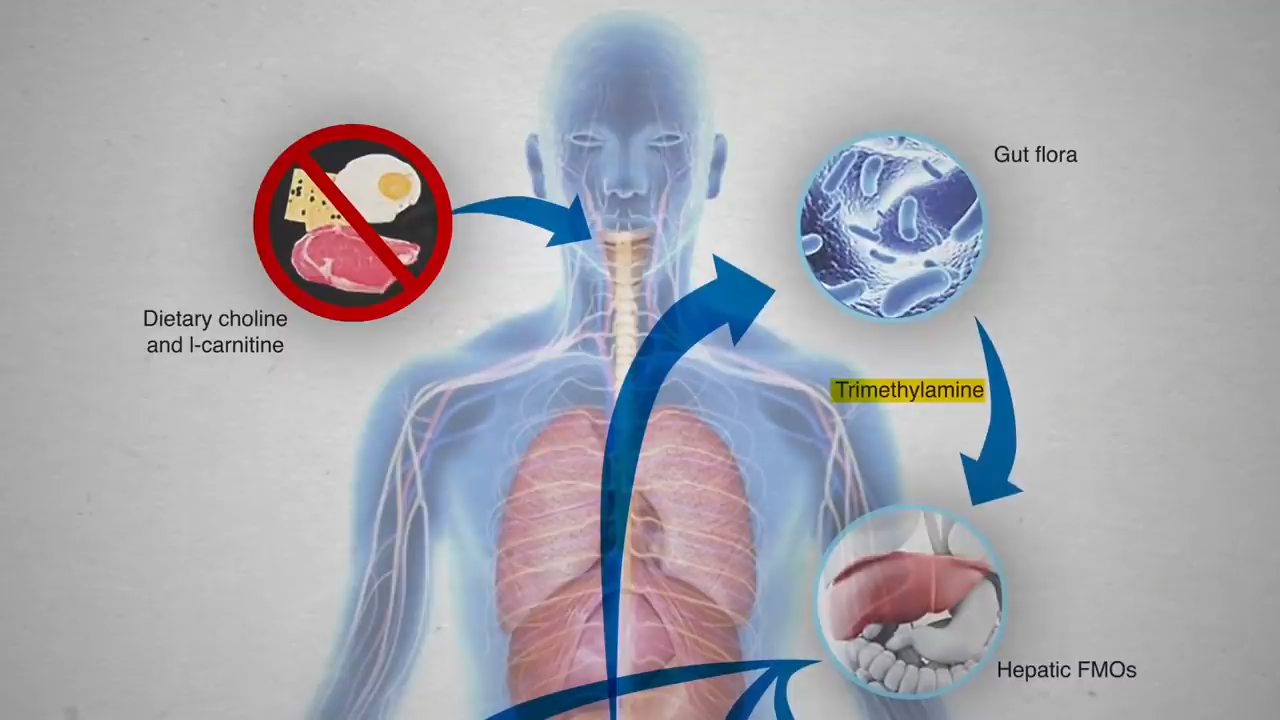 Gut flora
Dietary choline
and l-carnitine
Trimethylamine
Hepatic FMOs